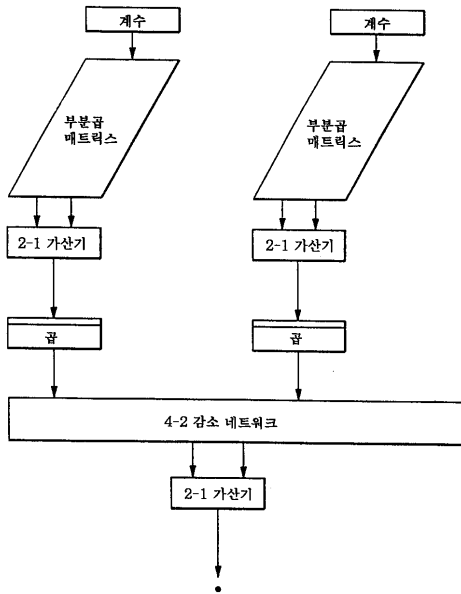 계수
계수
부분곱
매트릭스
부분곱
매트릭스
2-1 가산기
2-1 가산기
곱
곱
4-2 감소 네트워크
2-1 가산기